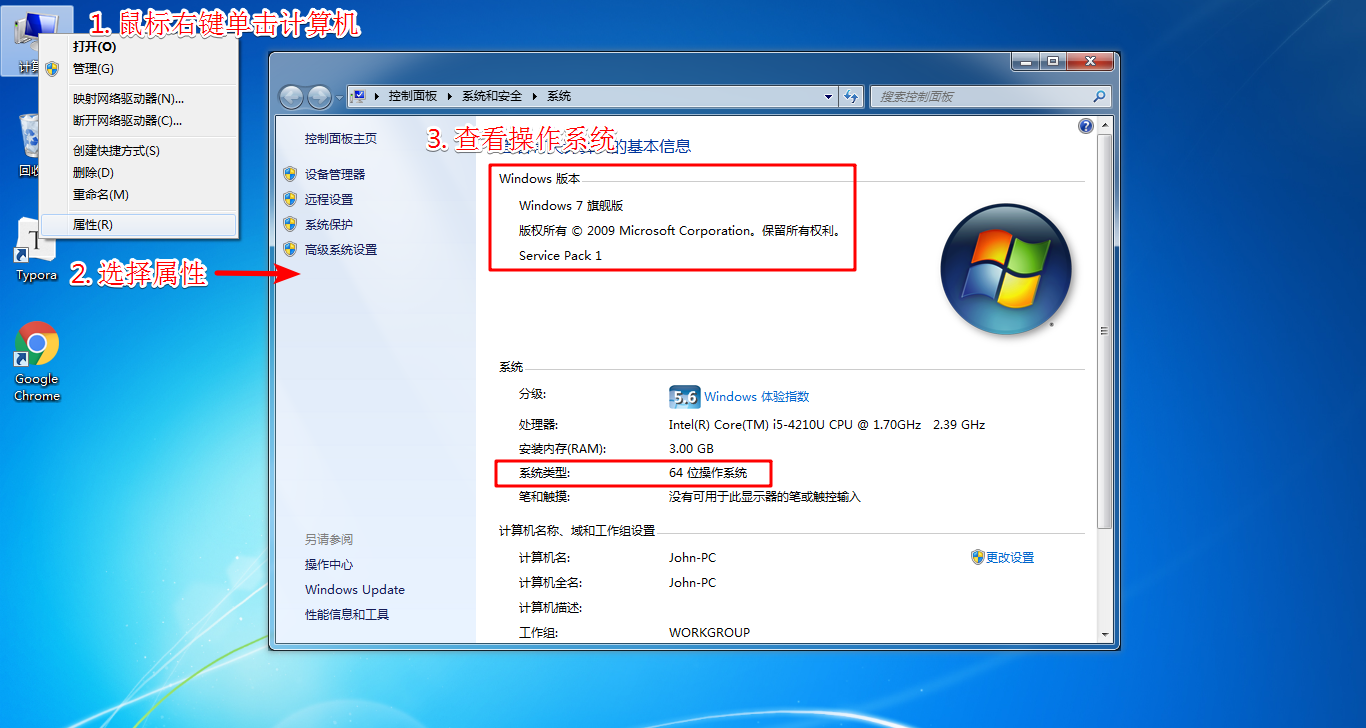 1. 鼠标右键单击计算机
打开(O)
管理(G)
映射网络驱动器(N)...
断开网络驱动器(C)...
创建快捷方式(S)
删除(D)
重命名(M)
属性(R)
2. 选择属性
Typora
Google
Chrome
控制面板
系统和安全
系统
搜索控制面板
控制面板主页
设备管理器
远程设置
系统保护
高级系统设置
另请参阅
操作中心
Windows Update
性能信息和工具
3. 查看操作系统
的基本信息
Windows 版本
Windows 7 旗舰版
版权所有 © 2009 Microsoft Corporation。保留所有权利。
Service Pack 1
系统
分级: 5.6 Windows 体验指数
处理器: Intel(R) Core(TM) i5-4210U CPU @ 1.70GHz 2.39 GHz
安装内存(RAM): 3.00 GB
系统类型: 64 位操作系统
笔和触摸: 没有可用于此显示器的笔或触控输入
计算机名称、域和工作组设置
计算机名: John-PC 更改设置
计算机全名: John-PC
计算机描述:
工作组: WORKGROUP